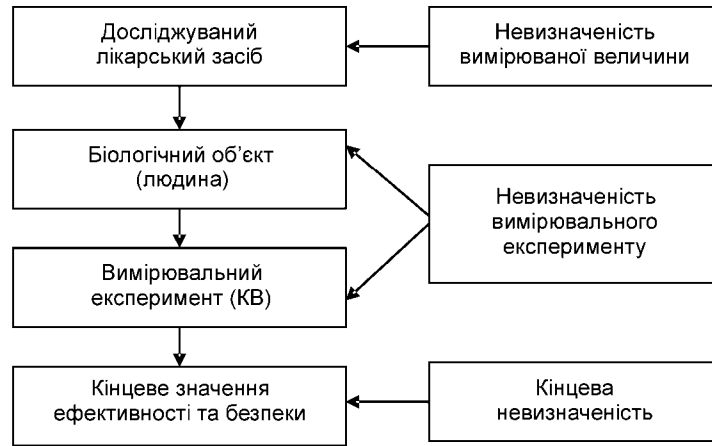 Досліджуваний
лікарський засіб
Невизначеність
вимірюваної величини
Біологічний об’єкт
(людина)
Невизначеність
вимірювального
експерименту
Вимірювальний
експеримент (КВ)
Кінцеве значення
ефективності та безпеки
Кінцева
невизначеність